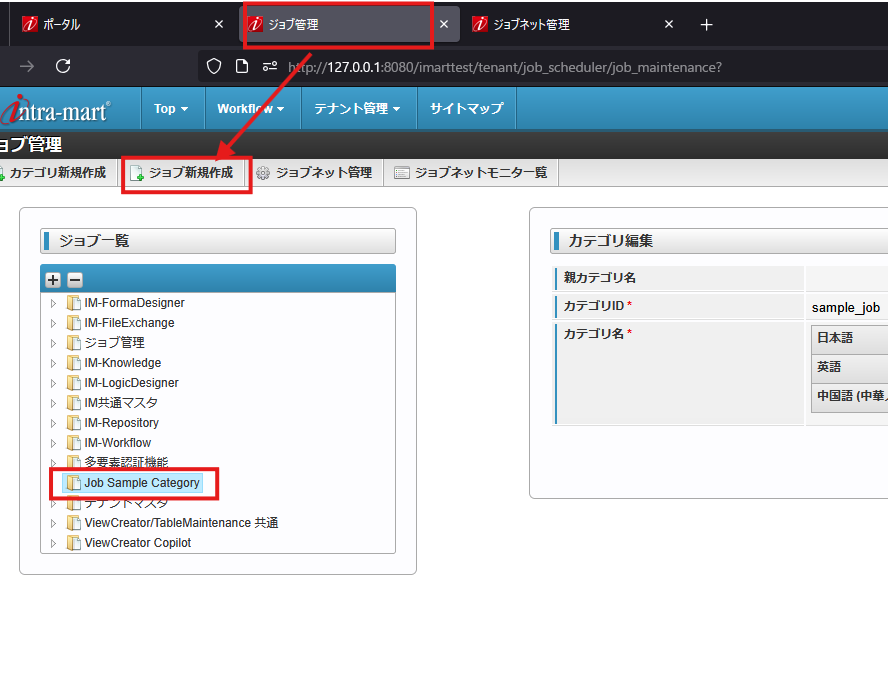 ポータル
ジョブ管理
ジョブネット管理
http://127.0.0.1:8080/imarttest/tenant/job_scheduler/job_maintenance?
intra-mart®
Top
Workflow
テナント管理
サイトマップ
ョブ管理
カテゴリ新規作成
ジョブ新規作成
ジョブネット管理
ジョブネットモニタ一覧
ジョブ一覧
IM-FormaDesigner
IM-FileExchange
ジョブ管理
IM-Knowledge
IM-LogicDesigner
IM共通マスタ
IM-Repository
IM-Workflow
多要素認証機能
Job Sample Category
テナントマスタ
ViewCreator/TableMaintenance 共通
ViewCreator Copilot
カテゴリ編集
親カテゴリ名
カテゴリID * sample_job
カテゴリ名 *
日本語
英語
中国語 (中華